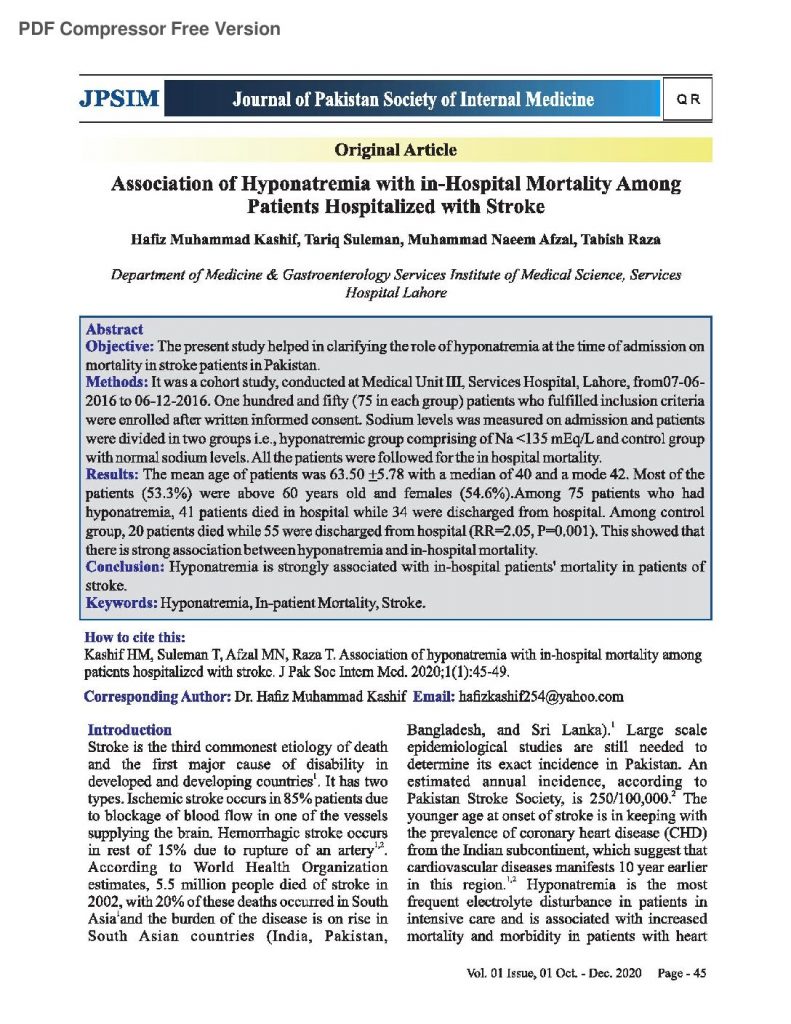 PDF Compressor Free Version
JPSIM
Journal of Pakistan Society of Internal Medicine
QR
Original Article
Association of Hyponatremia with in-Hospital Mortality Among
Patients Hospitalized with Stroke
Hafiz Muhammad Kashif, Tariq Suleman, Muhammad Naeem Afzal, Tabish Raza
Department of Medicine & Gastroenterology Services Institute of Medical Science, Services
Hospital Lahore
Abstract
Objective: The present study helped in clarifying the role of hyponatremia at the time of admission on
mortality in stroke patients in Pakistan.
Methods: It was a cohort study, conducted at Medical Unit III, Services Hospital, Lahore, from07-06-
2016 to 06-12-2016. One hundred and fifty (75 in each group) patients who fulfilled inclusion criteria
were enrolled after written informed consent. Sodium levels was measured on admission and patients
were divided in two groups i.e., hyponatremic group comprising of Na <135 mEq/L and control group
with normal sodium levels. All the patients were followed for the in hospital mortality.
Results: The mean age of patients was 63.50 ±5.78 with a median of 40 and a mode 42. Most of the
patients (53.3%) were above 60 years old and females (54.6%).Among 75 patients who had
hyponatremia, 41 patients died in hospital while 34 were discharged from hospital. Among control
group, 20 patients died while 55 were discharged from hospital (RR=2.05, P=0.001). This showed that
there is strong association between hyponatremia and in-hospital mortality.
Conclusion: Hyponatremia is strongly associated with in-hospital patients' mortality in patients of
stroke.
Keywords: Hyponatremia, In-patient Mortality, Stroke.
How to cite this:
Kashif HM, Suleman T, Afzal MN, Raza T. Association of hyponatremia with in-hospital mortality among
patients hospitalized with stroke. J Pak Soc Intern Med. 2020;1(1):45-49.
Corresponding Author: Dr. Hafiz Muhammad Kashif Email: hafizkashif254@yahoo.com
Introduction
Stroke is the third commonest etiology of death
and the first major cause of disability in
developed and developing countries¹. It has two
types. Ischemic stroke occurs in 85% patients due
to blockage of blood flow in one of the vessels
supplying the brain. Hemorrhagic stroke occurs
in rest of 15% due to rupture of an artery¹,².
According to World Health Organization
estimates, 5.5 million people died of stroke in
2002, with 20% of these deaths occurred in South
Asia¹and the burden of the disease is on rise in
South Asian countries (India, Pakistan,
Bangladesh, and Sri Lanka).¹ Large scale
epidemiological studies are still needed to
determine its exact incidence in Pakistan. An
estimated annual incidence, according to
Pakistan Stroke Society, is 250/100,000.² The
younger age at onset of stroke is in keeping with
the prevalence of coronary heart disease (CHD)
from the Indian subcontinent, which suggest that
cardiovascular diseases manifests 10 year earlier
in this region.¹,² Hyponatremia is the most
frequent electrolyte disturbance in patients in
intensive care and is associated with increased
mortality and morbidity in patients with heart
Vol. 01 Issue, 01 Oct. - Dec. 2020 Page - 45